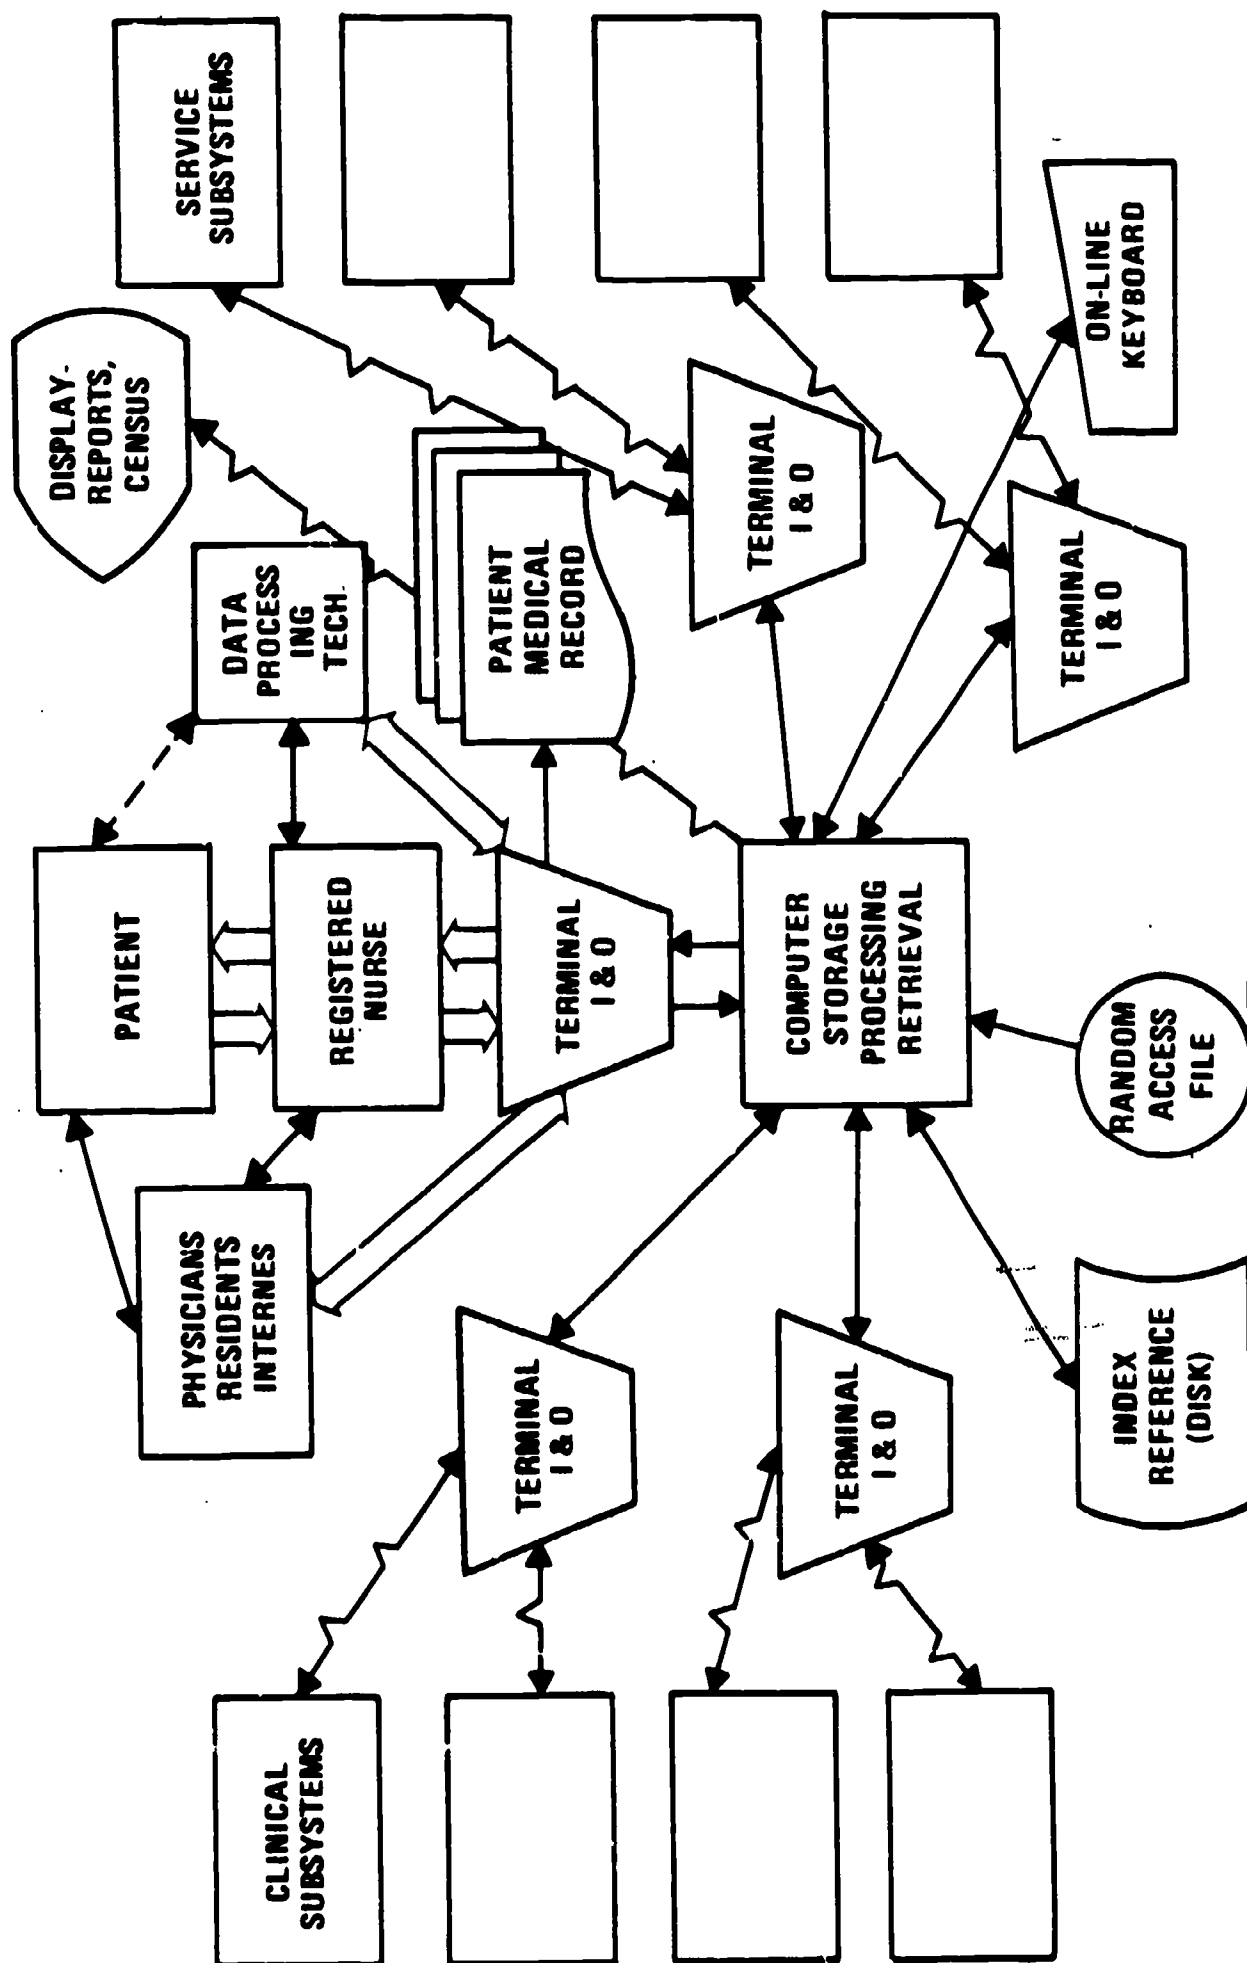 DISPLAY-
REPORTS,
CENSUS
SERVICE
SUBSYSTEMS
PATIENT
DATA
PROCESS
ING
TECH.
PHYSICIANS
RESIDENTS
INTERNES
REGISTERED
NURSE
CLINICAL
SUBSYSTEMS
PATIENT
MEDICAL
RECORD
TERMINAL
I & O
TERMINAL
I & O
TERMINAL
I & O
TERMINAL
I & O
COMPUTER
STORAGE
PROCESSING
RETRIEVAL
TERMINAL
I & O
ON-LINE
KEYBOARD
INDEX
REFERENCE
(DISK)
RANDOM
ACCESS
FILE